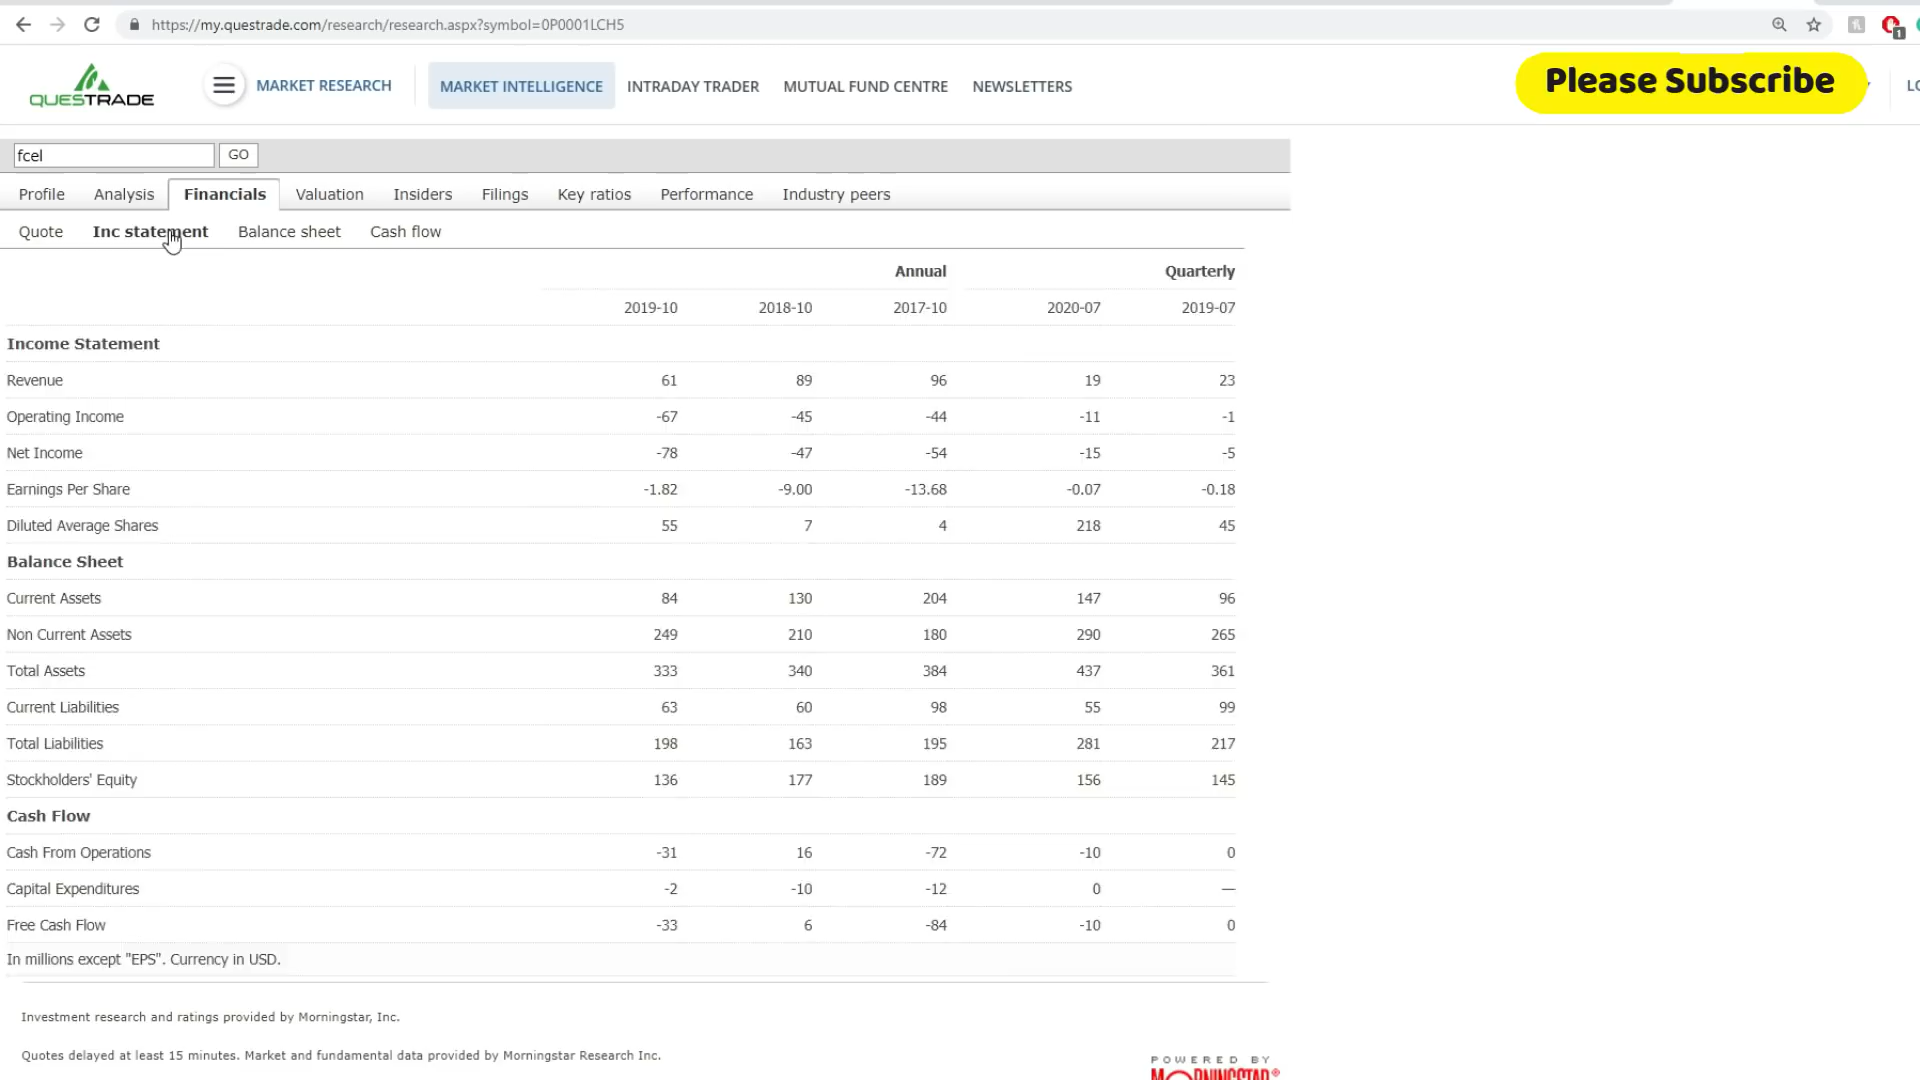 https://my.questrade.com/research/research.aspx?symbol=0P0001LCH5
1
QUESTRADE
MARKET RESEARCH
MARKET INTELLIGENCE
INTRADAY TRADER
MUTUAL FUND CENTRE
NEWSLETTERS
Please Subscribe
LO
fcel GO
Profile Analysis Financials Valuation Insiders Filings Key ratios Performance Industry peers
Quote Inc statement Balance sheet Cash flow
Annual Quarterly
2019-10 2018-10 2017-10 2020-07 2019-07
Income Statement
Revenue 61 89 96 19 23
Operating Income -67 -45 -44 -11 -1
Net Income -78 -47 -54 -15 -5
Earnings Per Share -1.82 -9.00 -13.68 -0.07 -0.18
Diluted Average Shares 55 7 4 218 45
Balance Sheet
Current Assets 84 130 204 147 96
Non Current Assets 249 210 180 290 265
Total Assets 333 340 384 437 361
Current Liabilities 63 60 98 55 99
Total Liabilities 198 163 195 281 217
Stockholders' Equity 136 177 189 156 145
Cash Flow
Cash From Operations -31 16 -72 -10 0
Capital Expenditures -2 -10 -12 0 —
Free Cash Flow -33 6 -84 -10 0
In millions except "EPS". Currency in USD.
Investment research and ratings provided by Morningstar, Inc.
Quotes delayed at least 15 minutes. Market and fundamental data provided by Morningstar Research Inc.
POWERED BY
MORNINGSTAR®